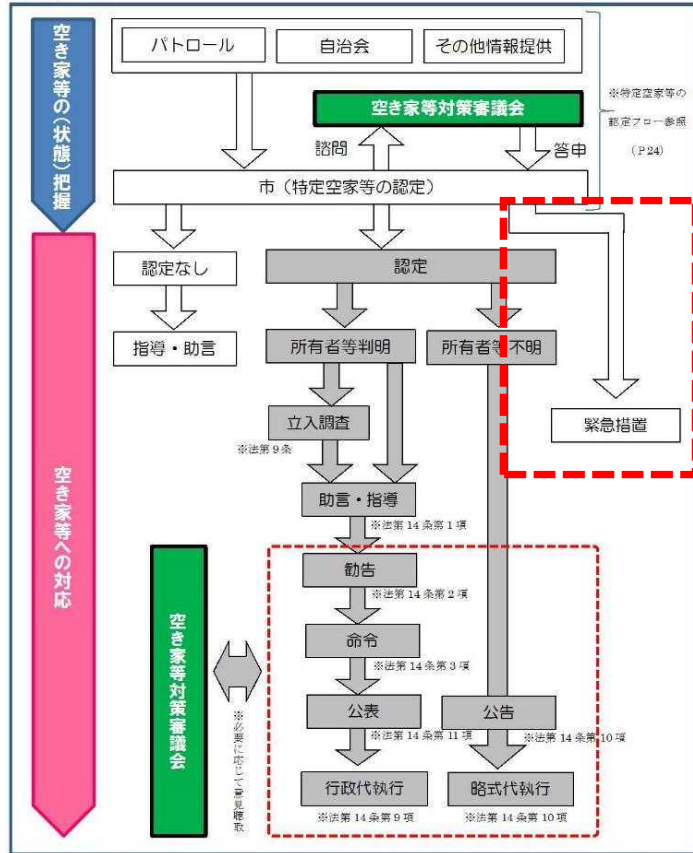 空き家等の（状態）把握
パトロール
自治会
その他情報提供
空き家等対策審議会
※特定空家等の
認定フロー参照
（P24）
諮問
答申
市（特定空家等の認定）
認定なし
認定
指導・助言
所有者等判明
所有者等不明
緊急措置
立入調査
※法第9条
助言・指導
※法第14条第1項
空き家等への対応
空き家等対策審議会
※必要に応じて意見聴取
勧告
※法第14条第2項
命令
※法第14条第3項
公表
公告
※法第14条第11項
※法第14条第10項
行政代執行
略式代執行
※法第14条第9項
※法第14条第10項